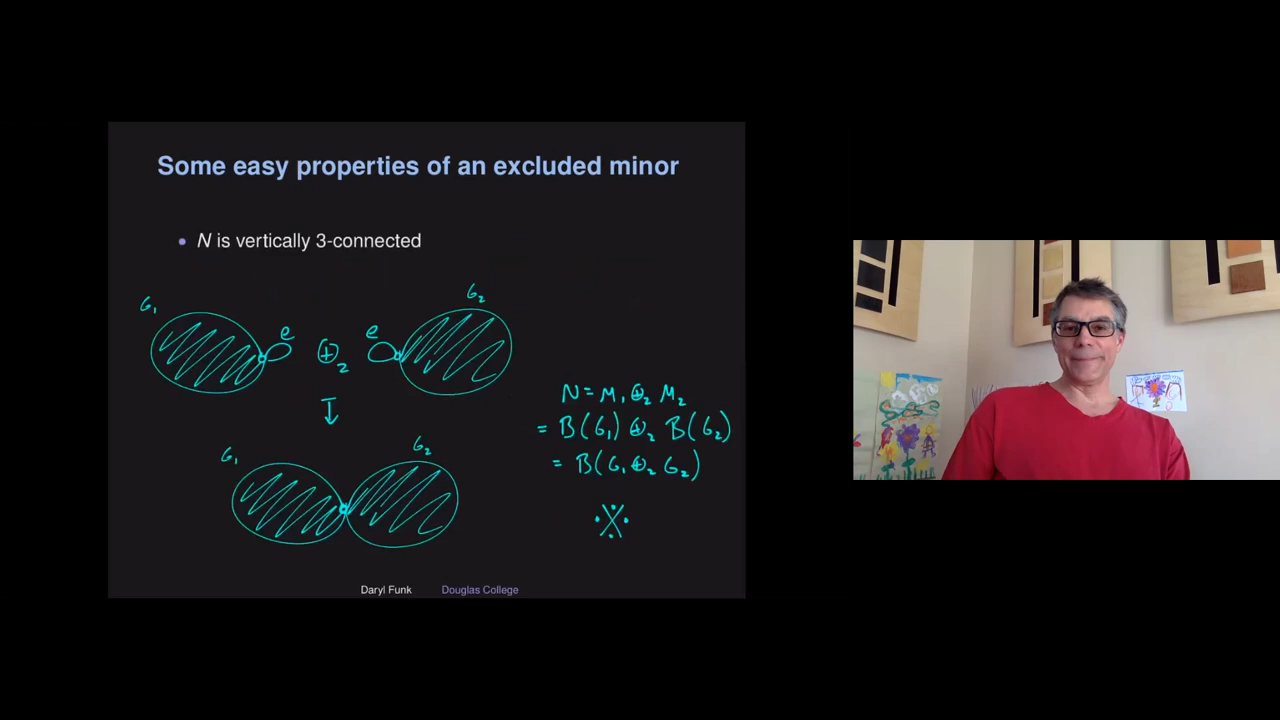 Some easy properties of an excluded minor
• N is vertically 3-connected
G₁ e ⊕₂ e G₂
↧
G₁ G₂
N = M₁ ⊕₂ M₂
= B(G₁) ⊕₂ B(G₂)
= B(G₁ ⊕₂ G₂)
※
Daryl Funk Douglas College